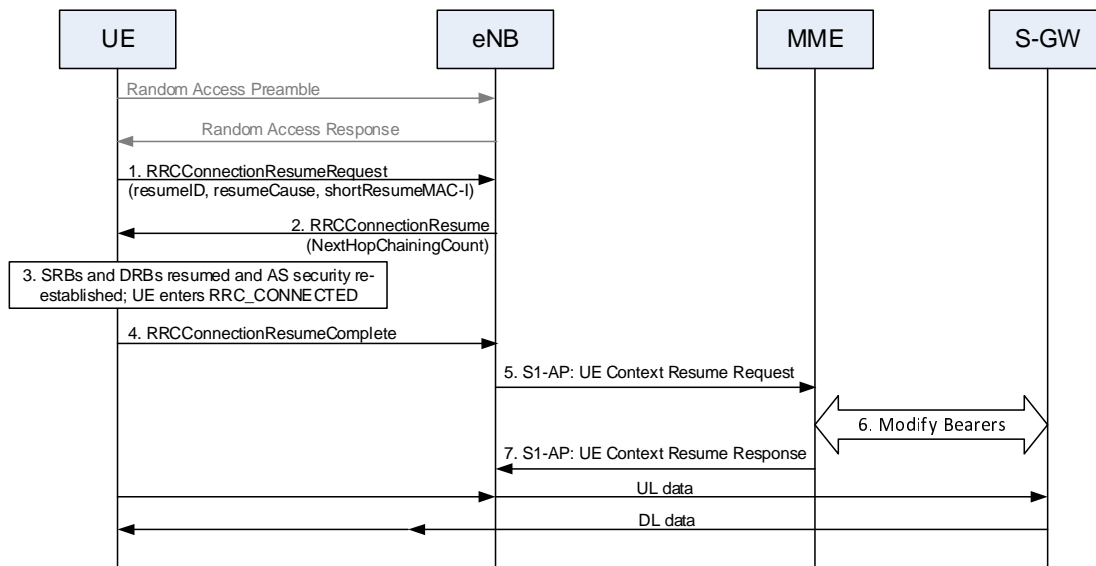 UE
eNB
MME
S-GW
Random Access Preamble
Random Access Response
1. RRCConnectionResumeRequest
(resumeID, resumeCause, shortResumeMAC-I)
2. RRCConnectionResume
(NextHopChainingCount)
3. SRBs and DRBs resumed and AS security re-
established; UE enters RRC_CONNECTED
4. RRCConnectionResumeComplete
5. S1-AP: UE Context Resume Request
6. Modify Bearers
7. S1-AP: UE Context Resume Response
UL data
DL data